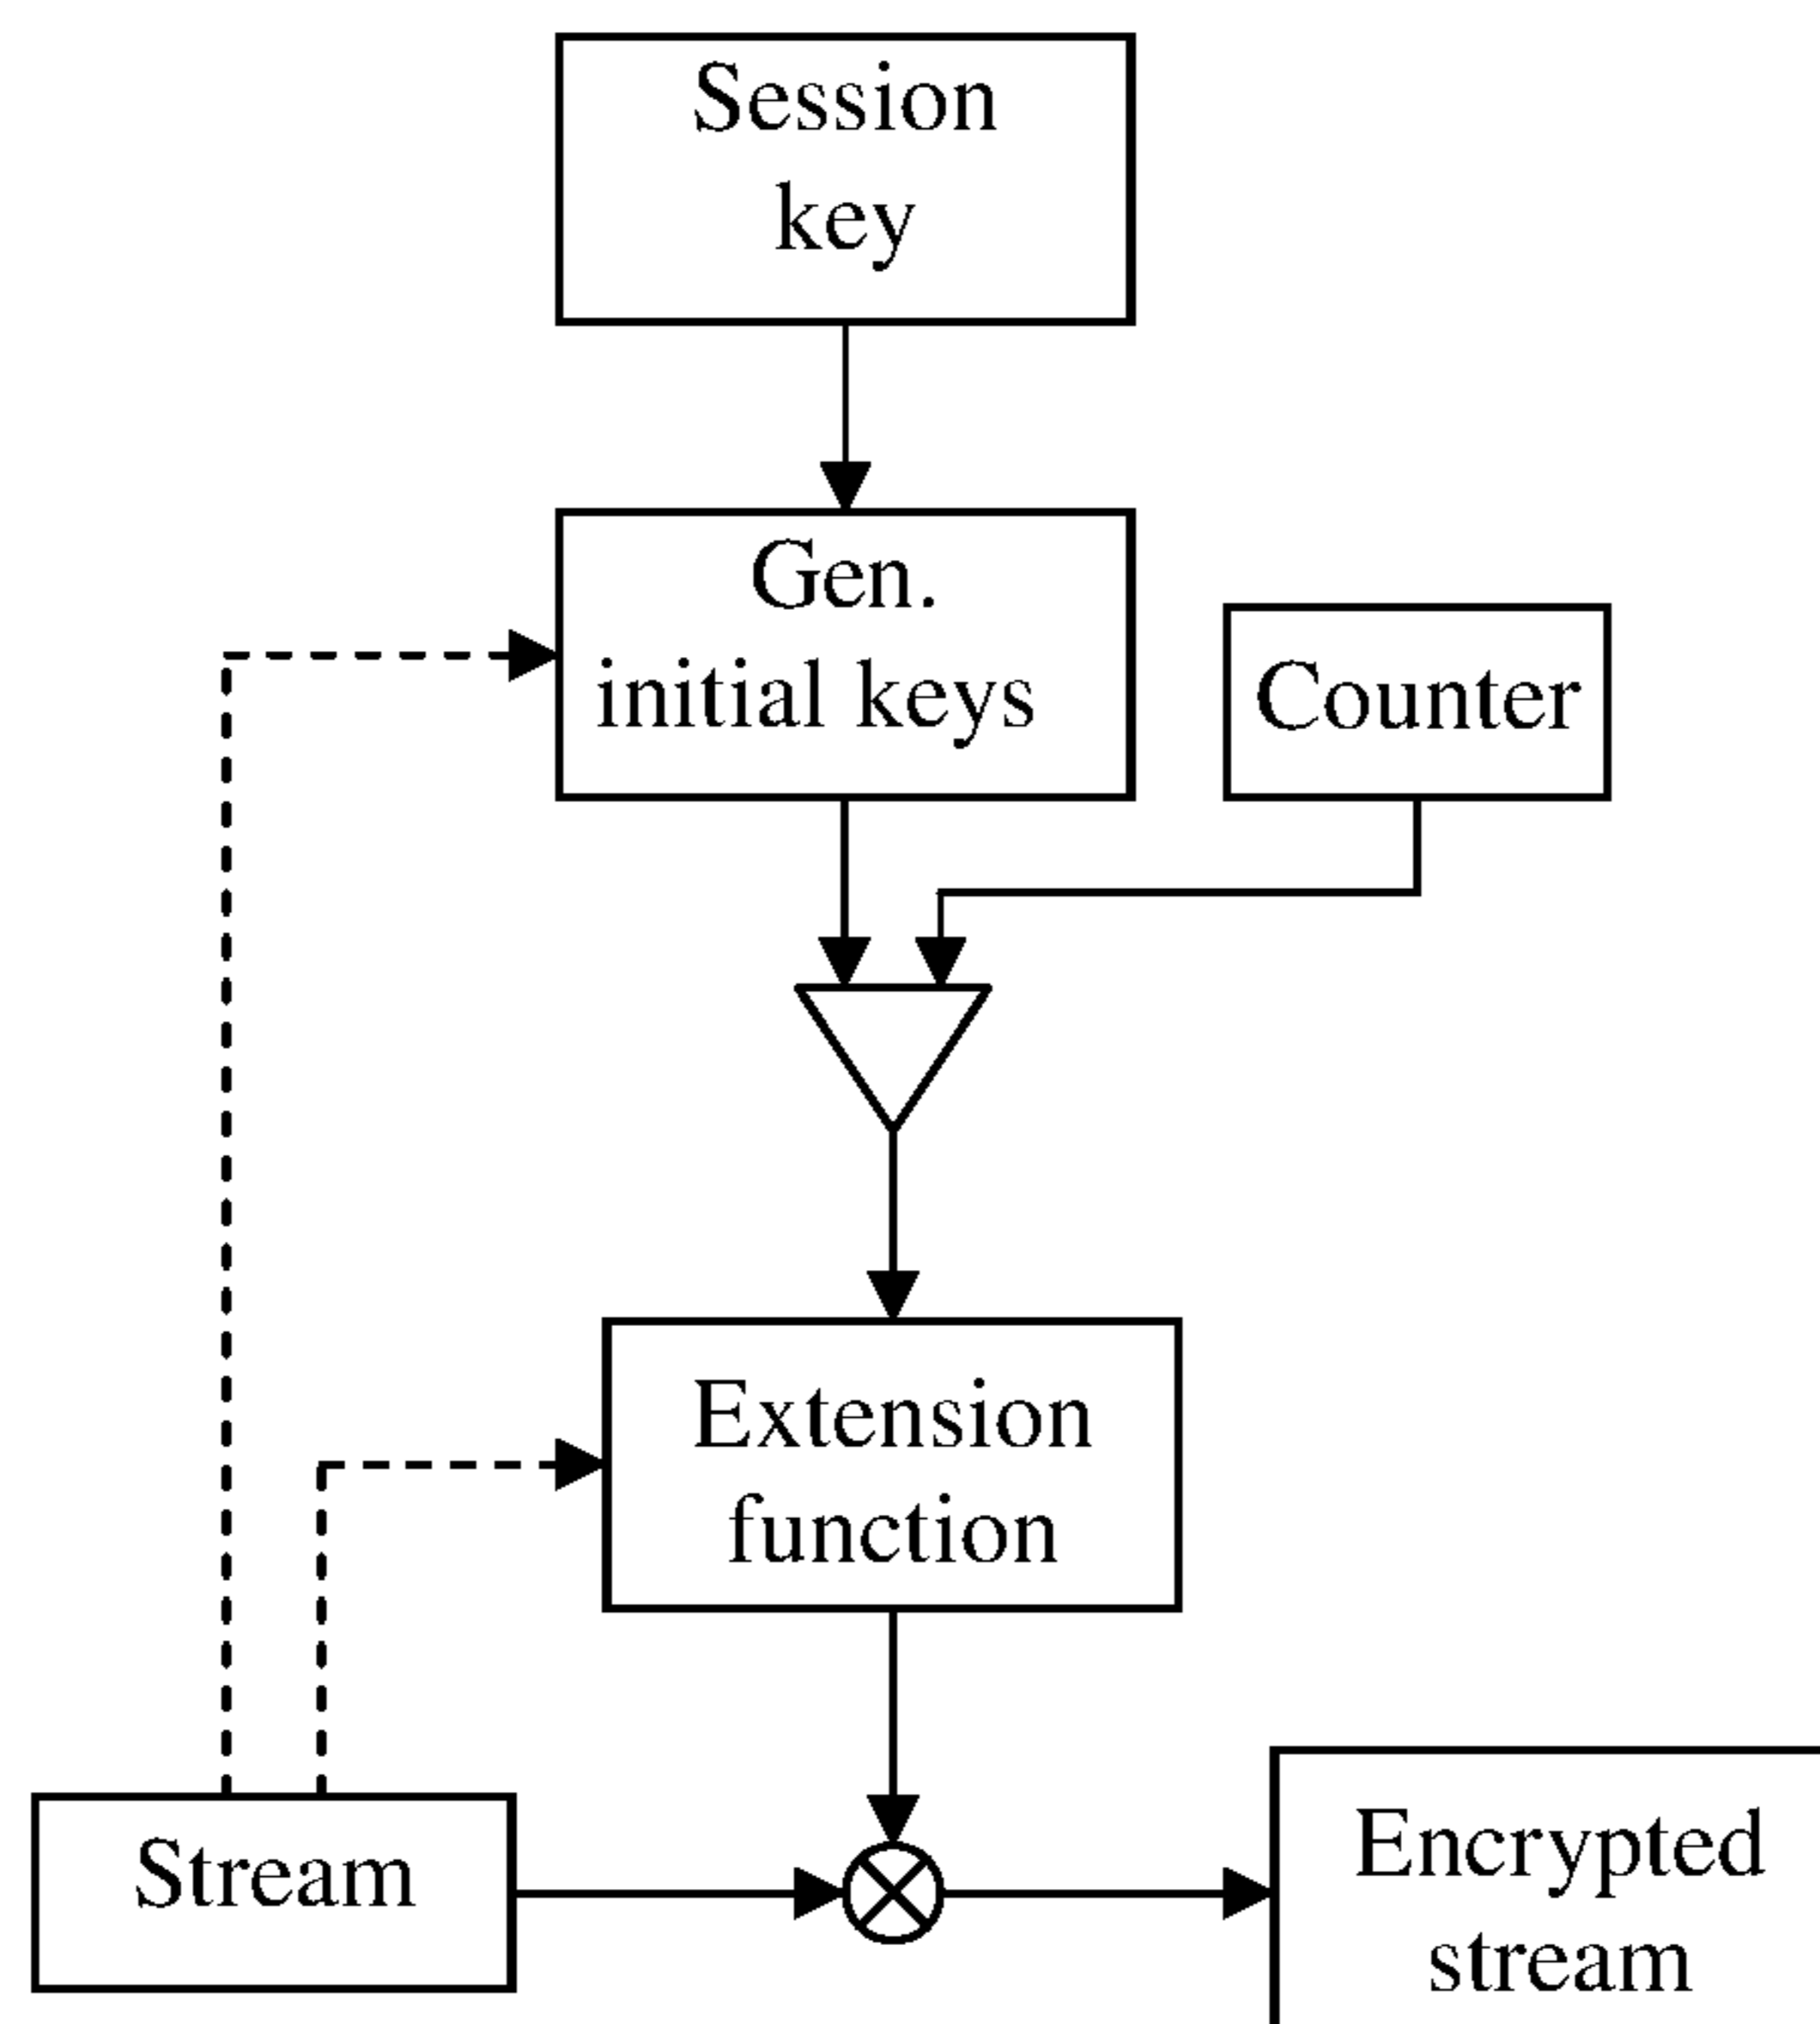 Session
key
Gen.
initial keys
Counter
Extension
function
Stream
Encrypted
stream